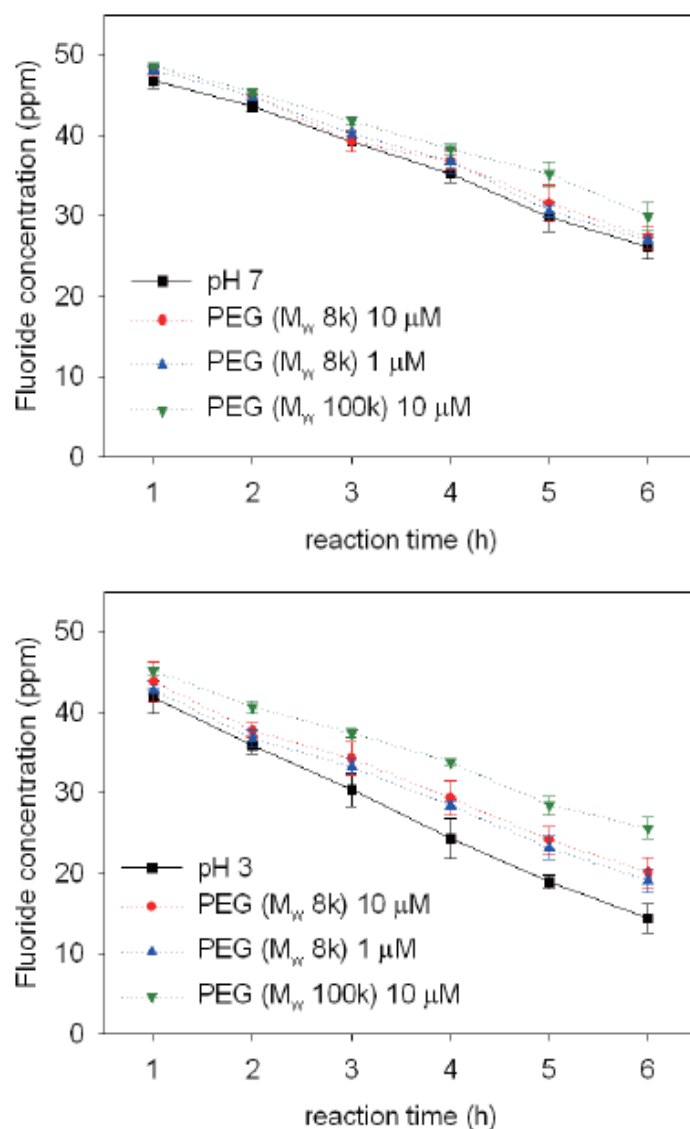 Fluoride concentration (ppm)
50
40
30
20
10
0
pH 7
PEG (Mw 8k) 10 μM
PEG (Mw 8k) 1 μM
PEG (Mw 100k) 10 μM
1 2 3 4 5 6
reaction time (h)
Fluoride concentration (ppm)
50
40
30
20
10
0
pH 3
PEG (Mw 8k) 10 μM
PEG (Mw 8k) 1 μM
PEG (Mw 100k) 10 μM
1 2 3 4 5 6
reaction time (h)